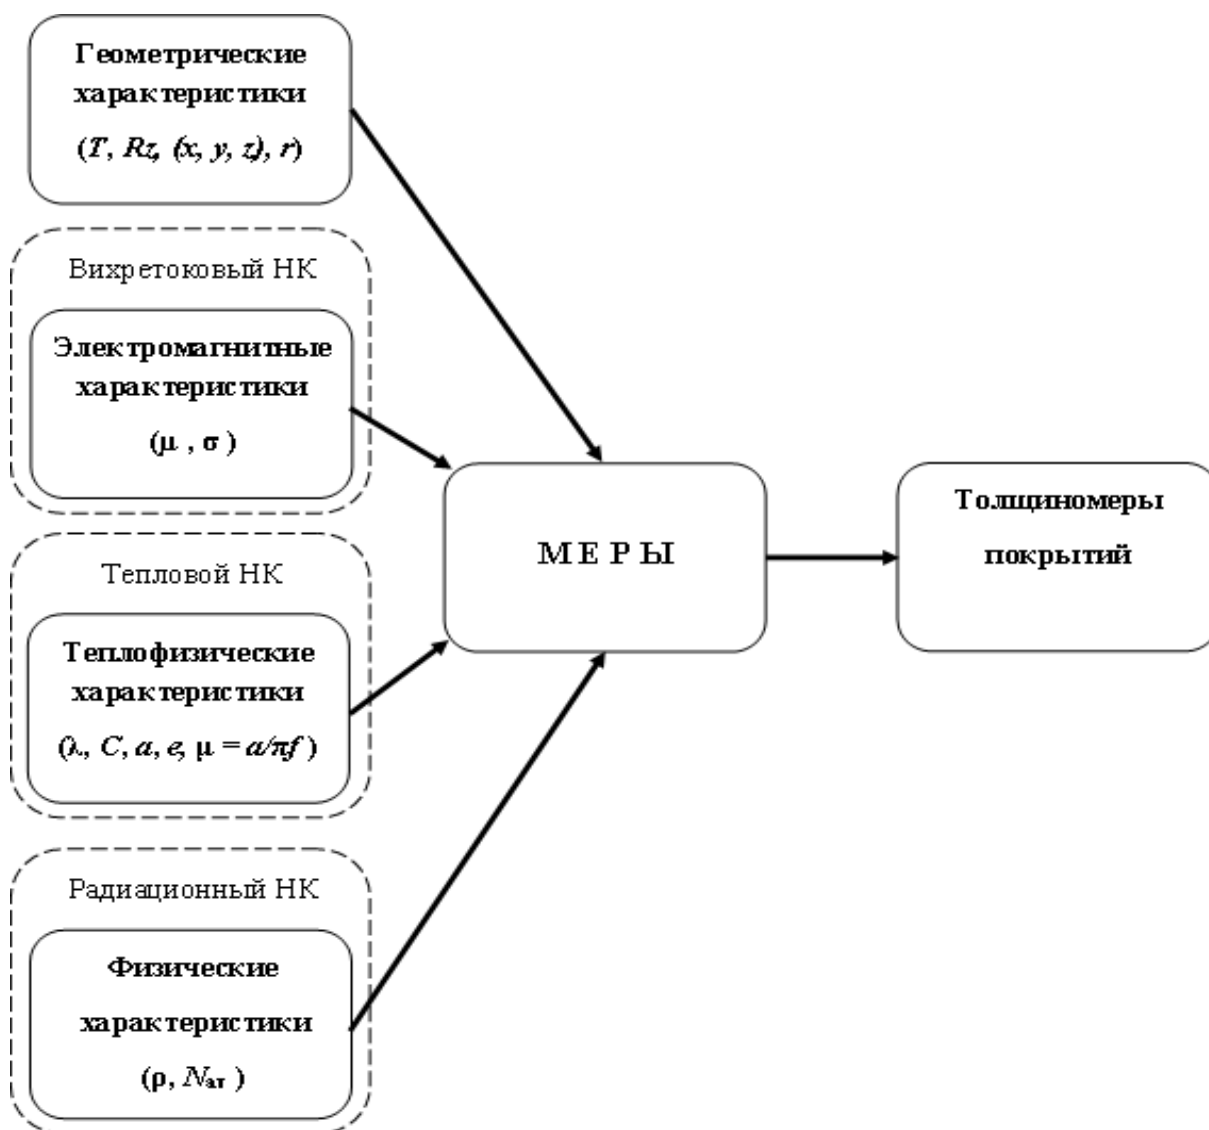 Геометрические
характеристики
(T, Rz, (x, y, z), r)
Вихретоковый НК
Электромагнитные
характеристики
(μ , σ )
Тепловой НК
Теплофизические
характеристики
(λ, C, a, e, μ = a/πf )
Радиационный НК
Физические
характеристики
(ρ, Nат )
М Е Р Ы
Толщиномеры
покрытий